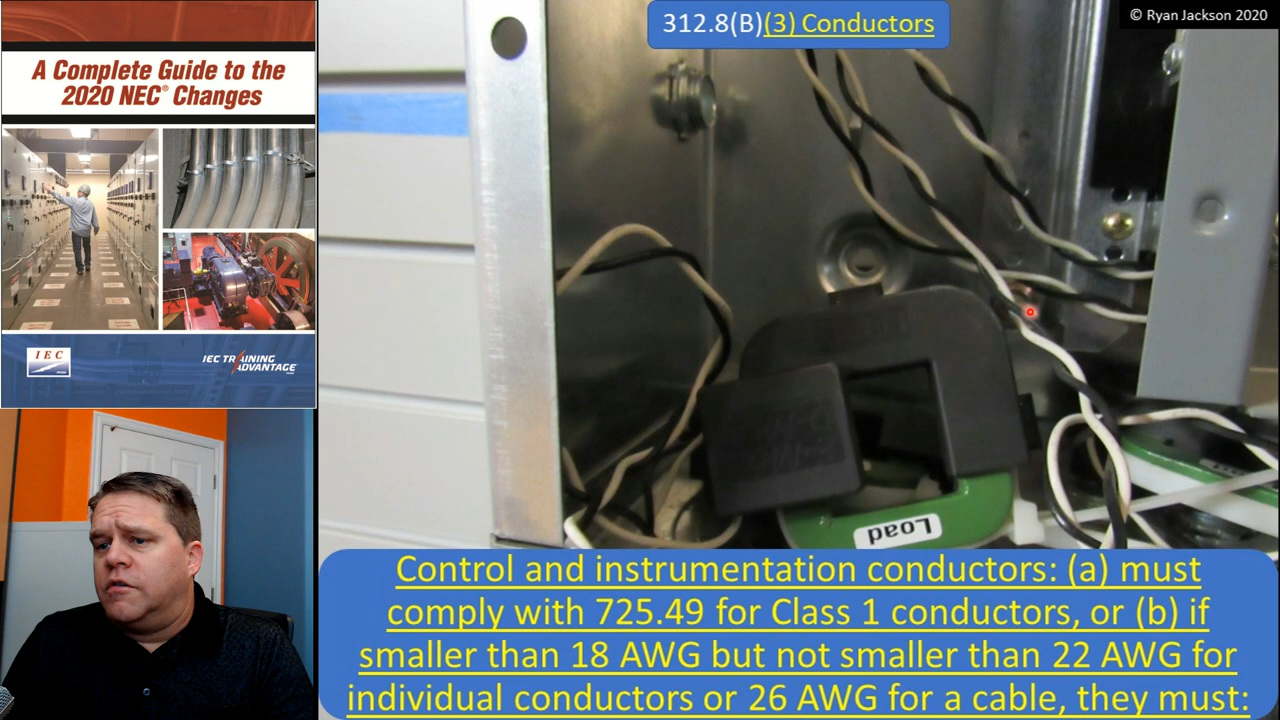 A Complete Guide to the
2020 NEC® Changes
IEC
IEC TRAINING
ADVANTAGE
312.8(B)(3) Conductors
© Ryan Jackson 2020
Load
Control and instrumentation conductors: (a) must
comply with 725.49 for Class 1 conductors, or (b) if
smaller than 18 AWG but not smaller than 22 AWG for
individual conductors or 26 AWG for a cable, they must: